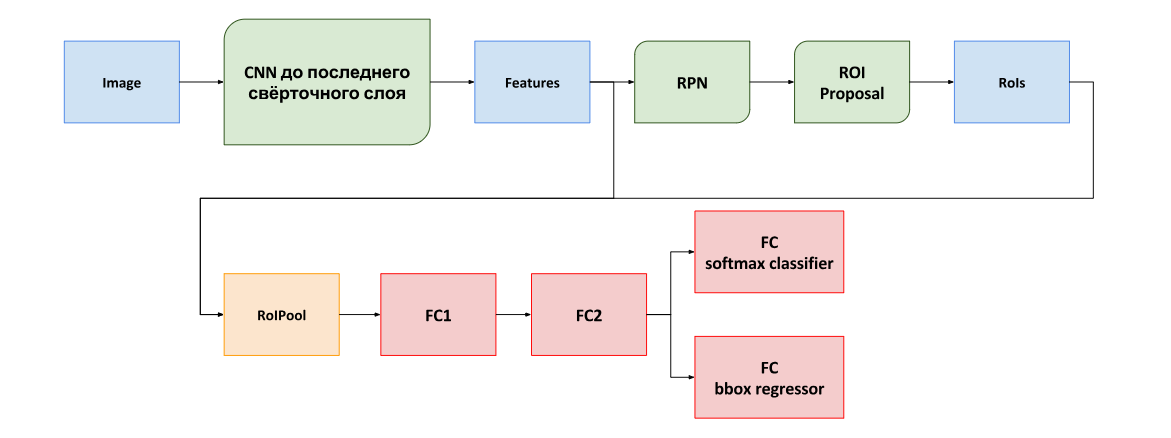 Image
CNN до последнего
свёрточного слоя
Features
RPN
ROI
Proposal
RoIs
RoIPool
FC1
FC2
FC
softmax classifier
FC
bbox regressor